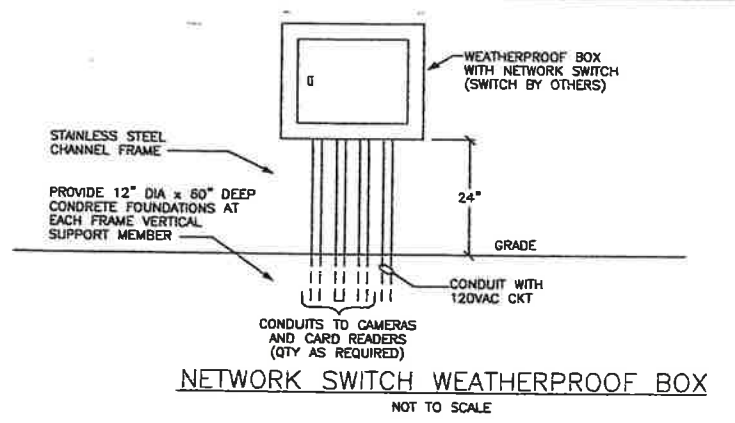 WEATHERPROOF BOX
WITH NETWORK SWITCH
(SWITCH BY OTHERS)
STAINLESS STEEL
CHANNEL FRAME
PROVIDE 12" DIA x 60" DEEP
CONCRETE FOUNDATIONS AT
EACH FRAME VERTICAL
SUPPORT MEMBER
24"
GRADE
CONDUIT WITH
120VAC CKT
CONDUITS TO CAMERAS
AND CARD READERS
(QTY AS REQUIRED)
NETWORK SWITCH WEATHERPROOF BOX
NOT TO SCALE